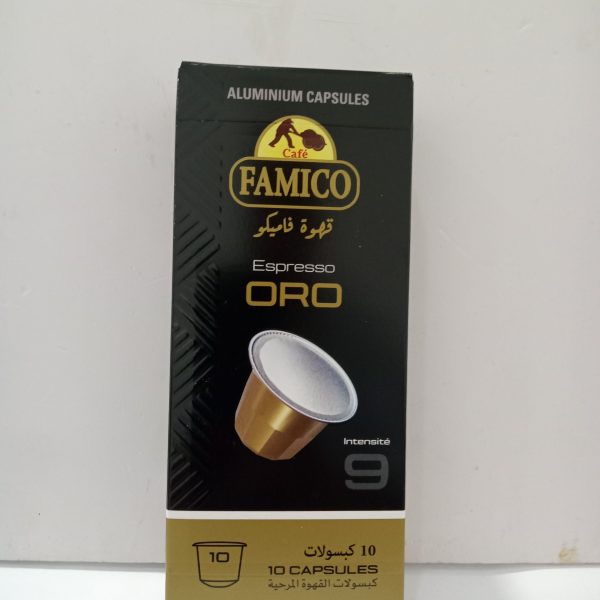 ALUMINIUM CAPSULES
Café
FAMICO
قهوة فاميكو
Espresso
ORO
Intensité
9
10 كبسولات
10
10 CAPSULES
كبسولات القهوة المرحية